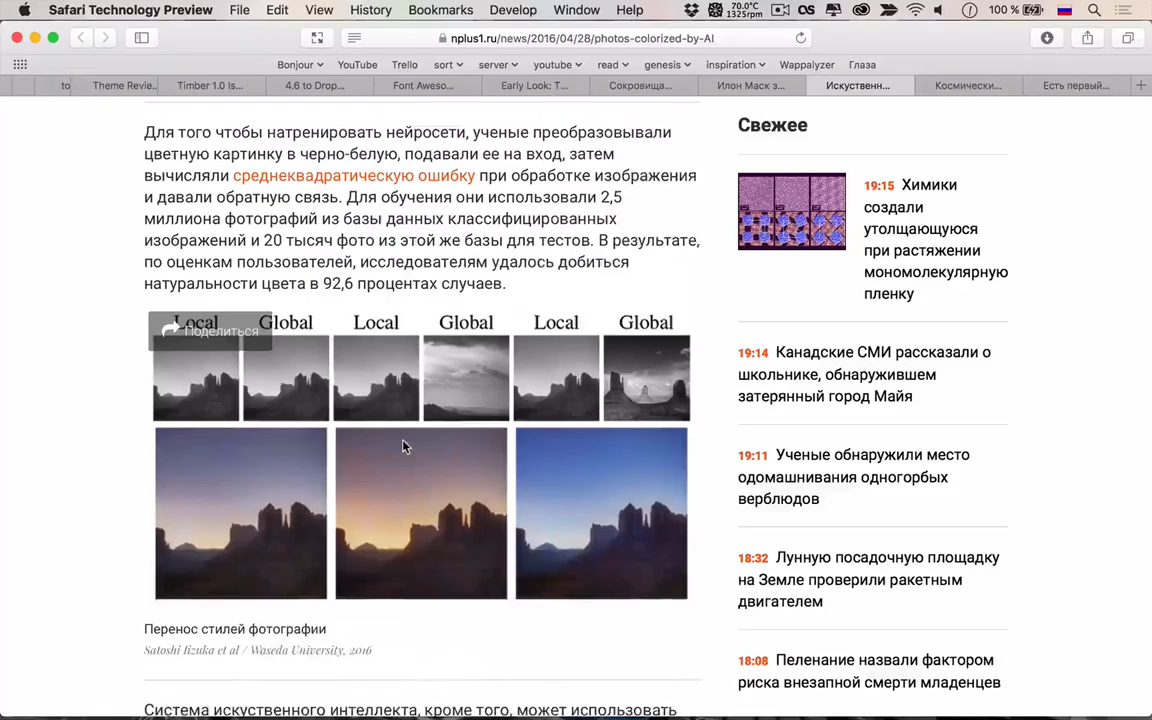 Safari Technology Preview File Edit View History Bookmarks Develop Window Help 70.0°C 1325rpm OS 100 %
nplus1.ru/news/2016/04/28/photos-colorized-by-AI
Bonjour YouTube Trello sort server youtube read genesis inspiration Wappalyzer Глаза
to Theme Revie... Timber 1.0 Is... 4.6 to Drop... Font Aweso... Early Look: T... Сокровища... Илон Маск з... Искуственн... Космически... Есть первый...
Для того чтобы натренировать нейросети, ученые преобразовывали
цветную картинку в черно-белую, подавали ее на вход, затем
вычисляли среднеквадратическую ошибку при обработке изображения
и давали обратную связь. Для обучения они использовали 2,5
миллиона фотографий из базы данных классифицированных
изображений и 20 тысяч фото из этой же базы для тестов. В результате,
по оценкам пользователей, исследователям удалось добиться
натуральности цвета в 92,6 процентах случаев.
Local Global Local Global Local Global
Поделиться
Перенос стилей фотографии
Satoshi Iizuka et al / Waseda University, 2016
Система искуственного интеллекта, кроме того, может использовать
Свежее
19:15 Химики
создали
утолщающуюся
при растяжении
мономолекулярную
пленку
19:14 Канадские СМИ рассказали о
школьнике, обнаружившем
затерянный город Майя
19:11 Ученые обнаружили место
одомашнивания одногорбых
верблюдов
18:32 Лунную посадочную площадку
на Земле проверили ракетным
двигателем
18:08 Пеленание назвали фактором
риска внезапной смерти младенцев